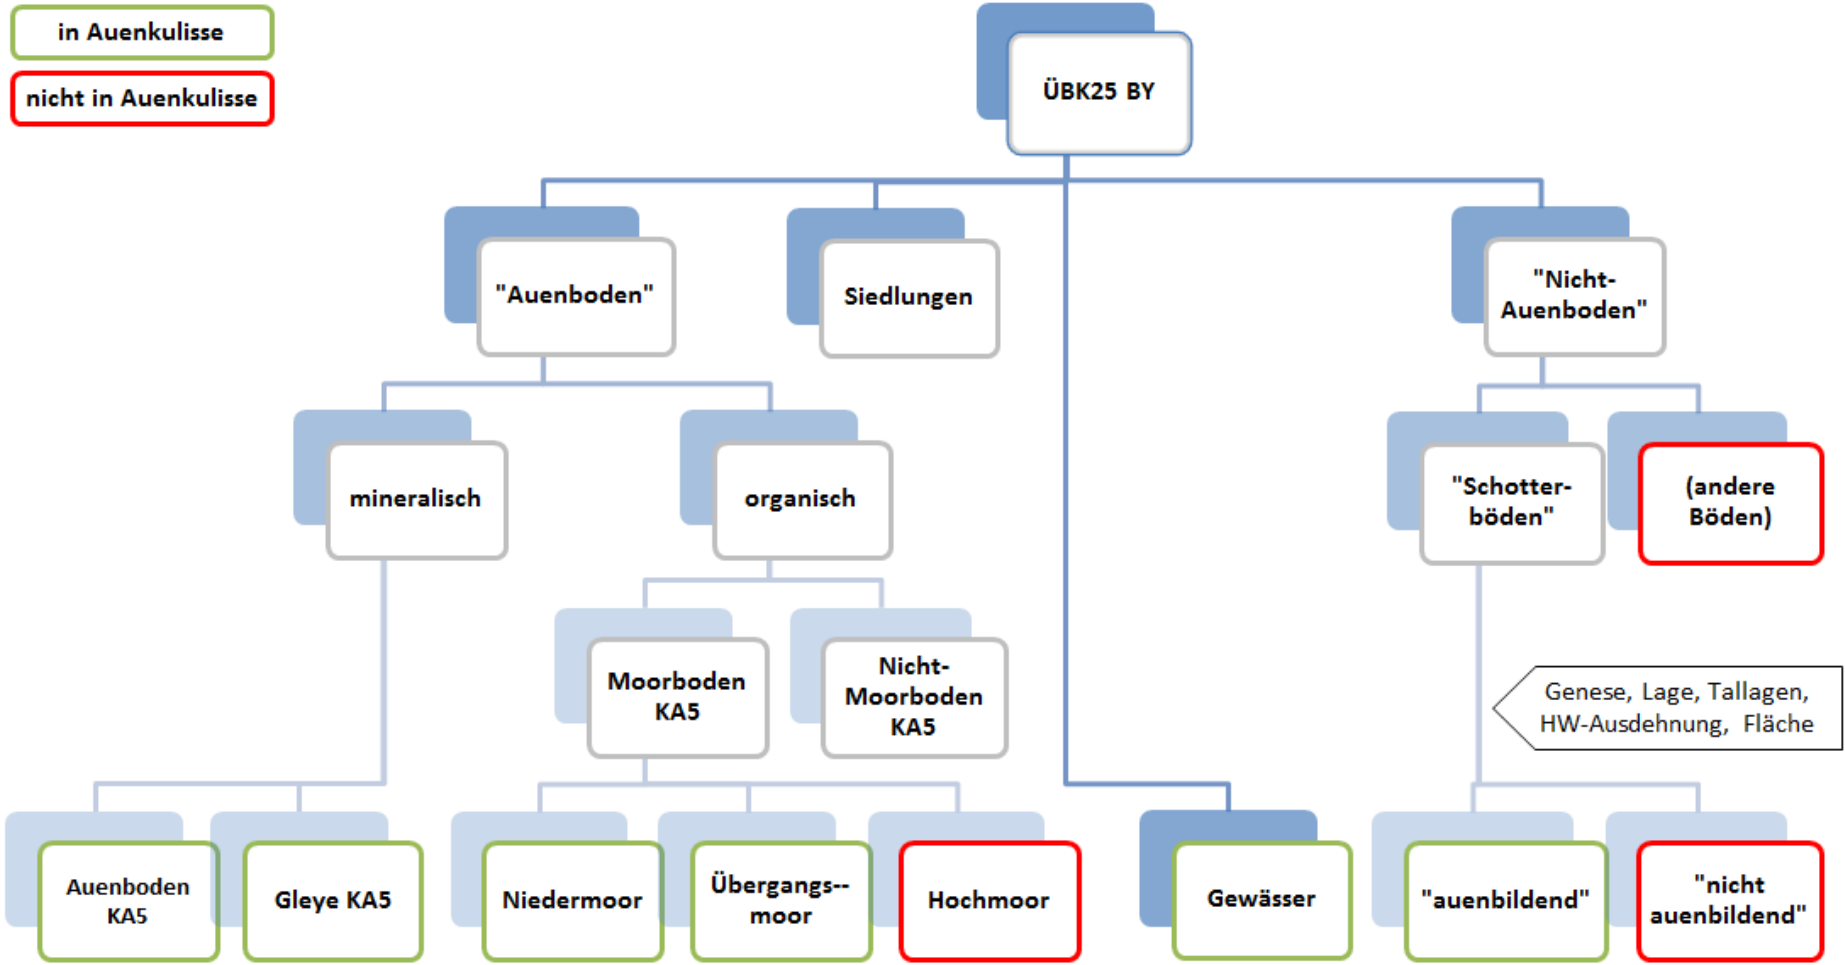 in Auenkulisse
nicht in Auenkulisse
ÜBK25 BY
"Auenboden"
Siedlungen
"Nicht-
Auenboden"
mineralisch
organisch
"Schotter-
böden"
(andere
Böden)
Moorboden
KA5
Nicht-
Moorboden
KA5
Genese, Lage, Tallagen,
HW-Ausdehnung, Fläche
Auenboden
KA5
Gleye KA5
Niedermoor
Übergangs--
moor
Hochmoor
Gewässer
"auenbildend"
"nicht
auenbildend"